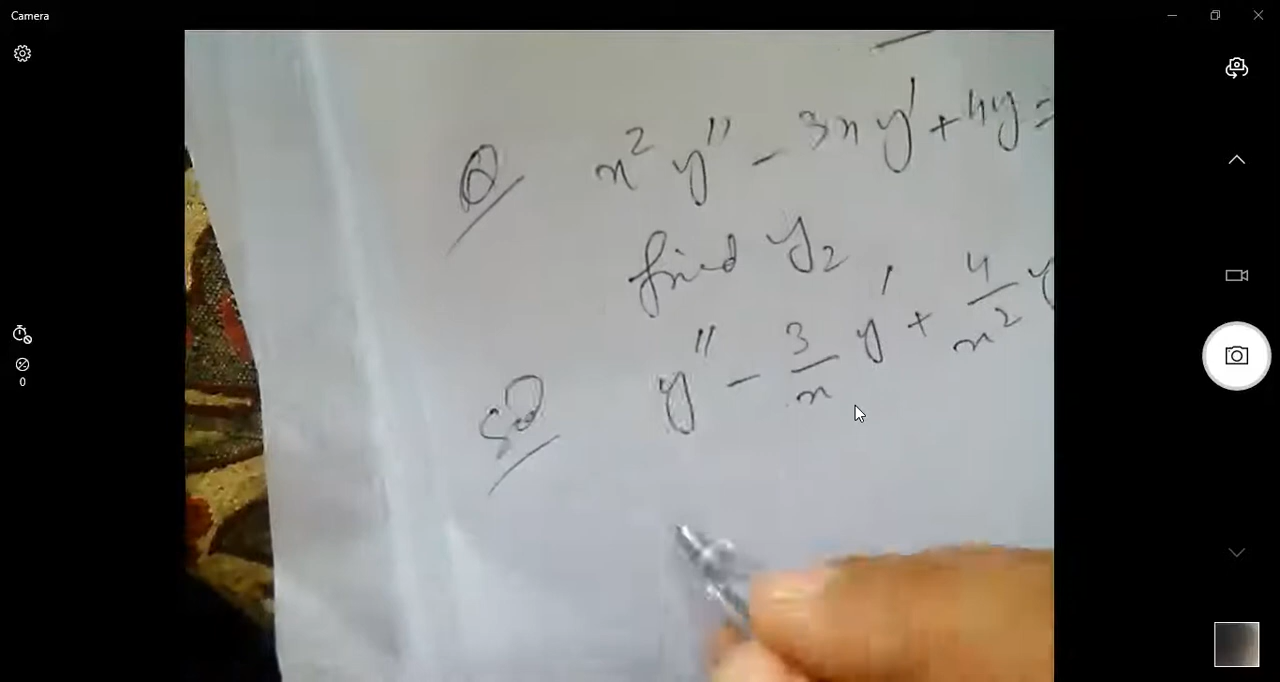 Camera
Q x² y'' - 3x y' + 4y =
find y₂
Sol y'' - 3/x y' + 4/x² y
0